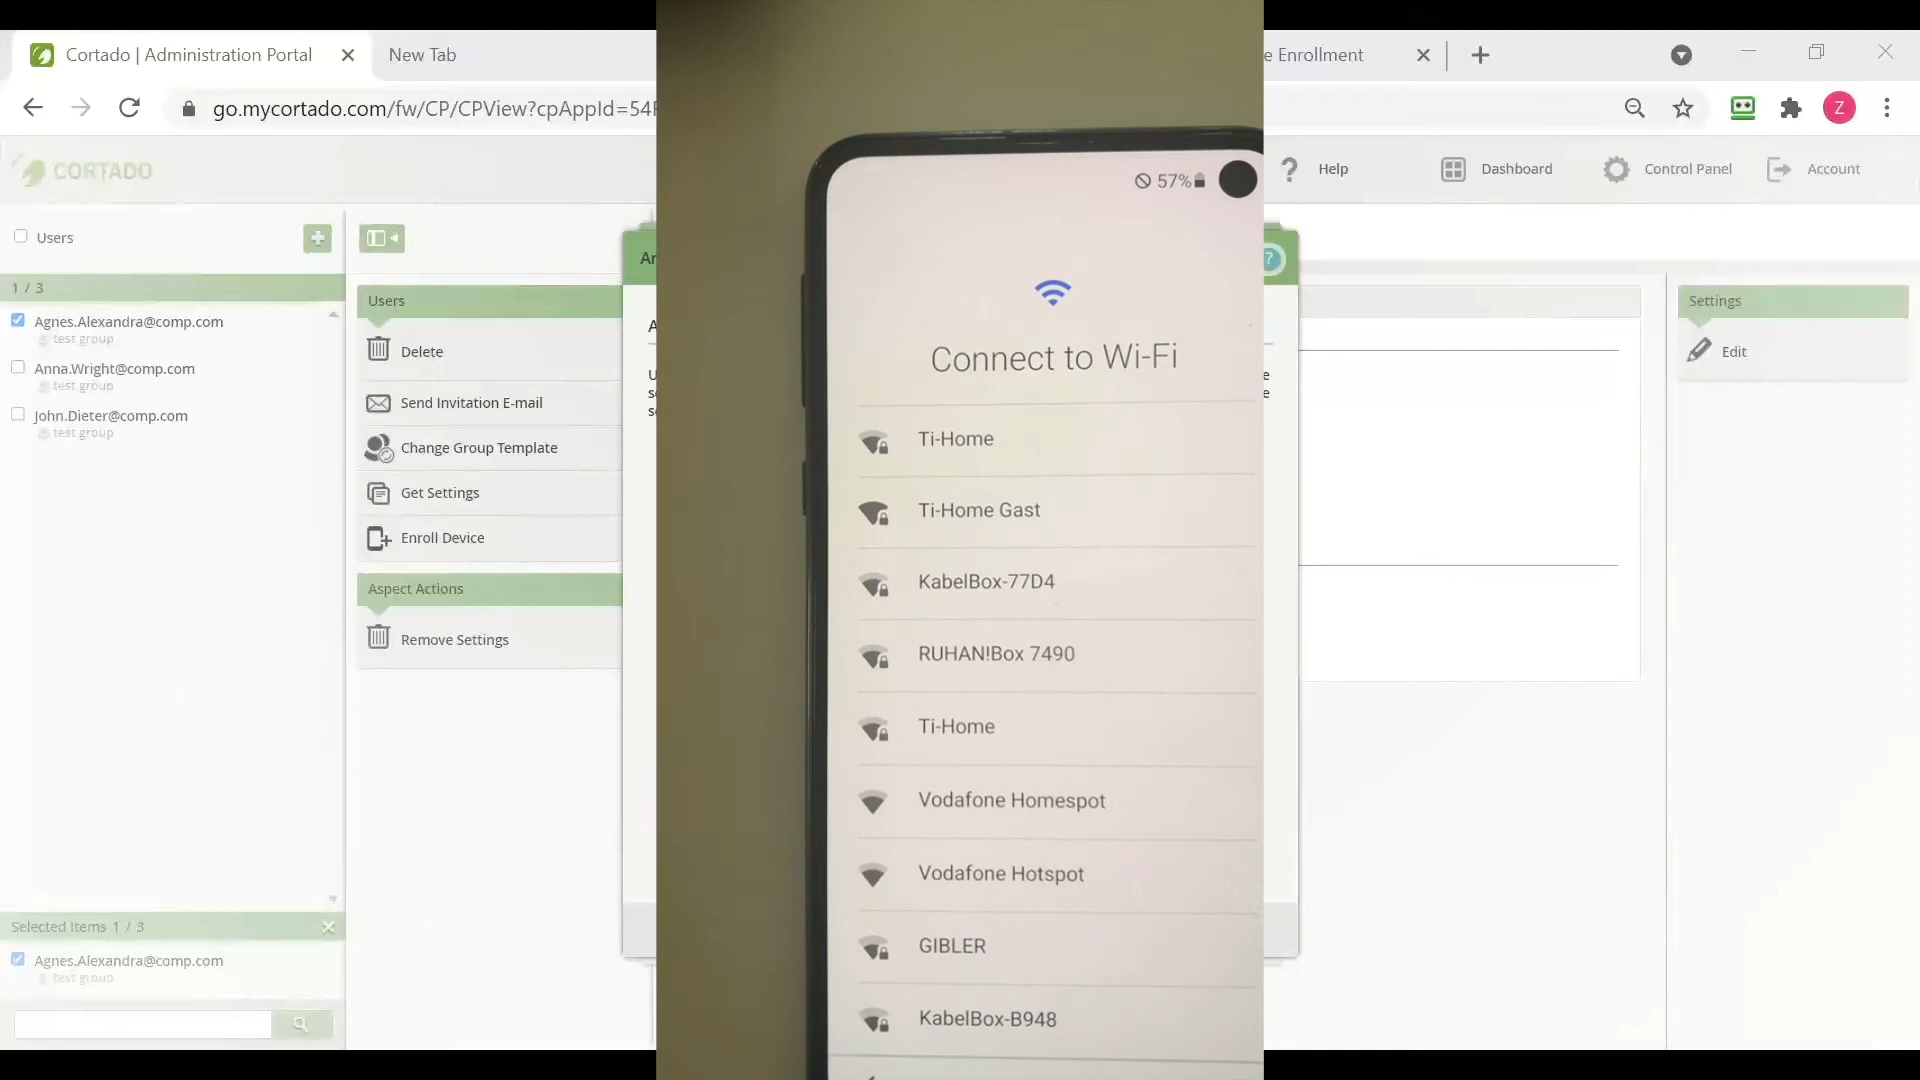 Cortado | Administration Portal
New Tab
e Enrollment
go.mycortado.com/fw/CP/CPView?cpAppId=54
Z
CORTADO
Help
Dashboard
Control Panel
Account
Users
1 / 3
Agnes.Alexandra@comp.com
test group
Anna.Wright@comp.com
test group
John.Dieter@comp.com
test group
Selected Items 1 / 3
Agnes.Alexandra@comp.com
test group
Users
Delete
Send Invitation E-mail
Change Group Template
Get Settings
Enroll Device
Aspect Actions
Remove Settings
57%
Connect to Wi-Fi
Ti-Home
Ti-Home Gast
KabelBox-77D4
RUHAN!Box 7490
Ti-Home
Vodafone Homespot
Vodafone Hotspot
GIBLER
KabelBox-B948
Settings
Edit